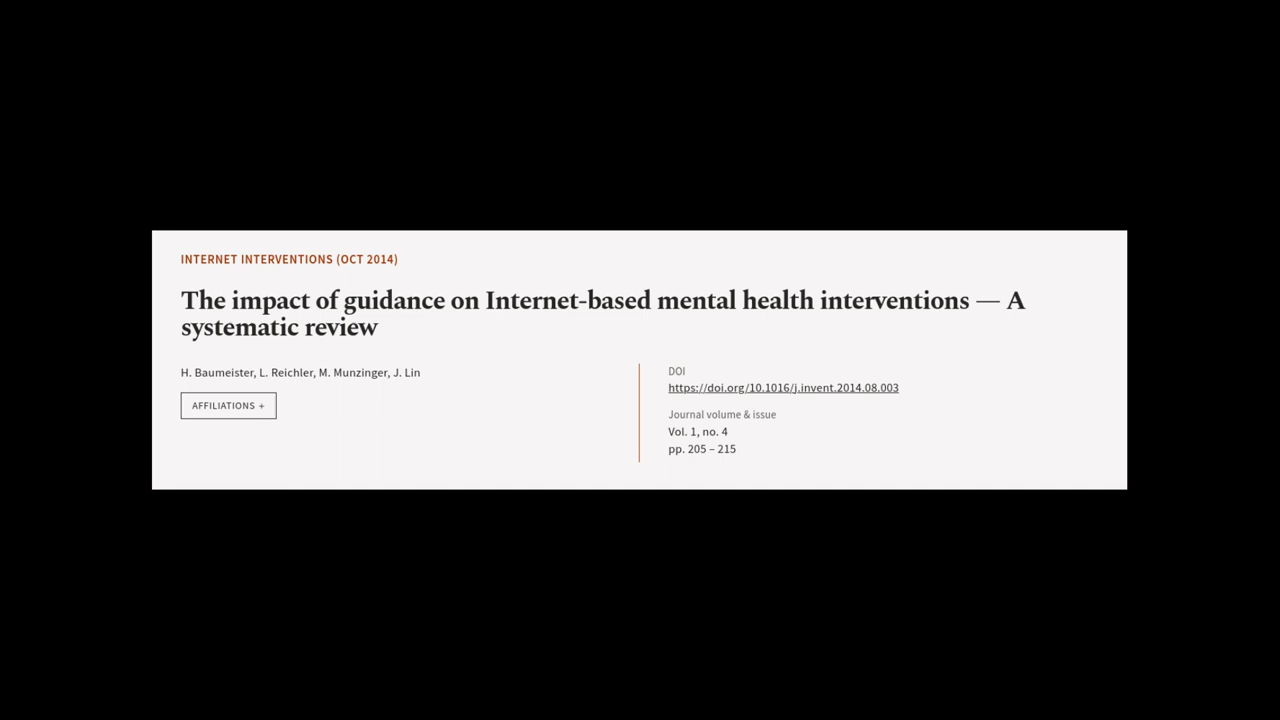 INTERNET INTERVENTIONS (OCT 2014)
The impact of guidance on Internet-based mental health interventions — A
systematic review
H. Baumeister, L. Reichler, M. Munzinger, J. Lin
AFFILIATIONS +
DOI
https://doi.org/10.1016/j.invent.2014.08.003
Journal volume & issue
Vol. 1, no. 4
pp. 205 – 215